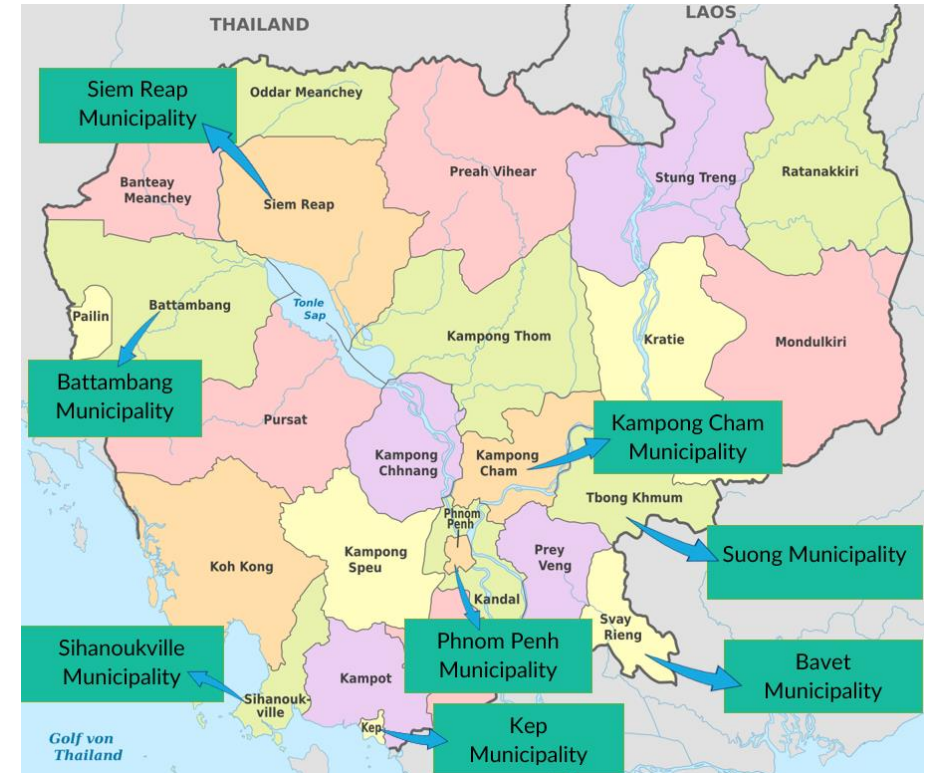 THAILAND
LAOS
Siem Reap
Municipality
Oddar Meanchey
Banteay
Meanchey
Siem Reap
Preah Vihear
Stung Treng
Ratanakkiri
Pailin
Battambang
Tonle
Sap
Kampong Thom
Kratie
Mondulkiri
Battambang
Municipality
Pursat
Kampong
Chhnang
Kampong
Cham
Kampong Cham
Municipality
Tbong Khmum
Phnom
Penh
Koh Kong
Kampong
Speu
Prey
Veng
Suong Municipality
Kandal
Svay
Rieng
Sihanoukville
Municipality
Phnom Penh
Municipality
Bavet
Municipality
Kampot
Sihanouk-
ville
Kep
Kep
Municipality
Golf von
Thailand